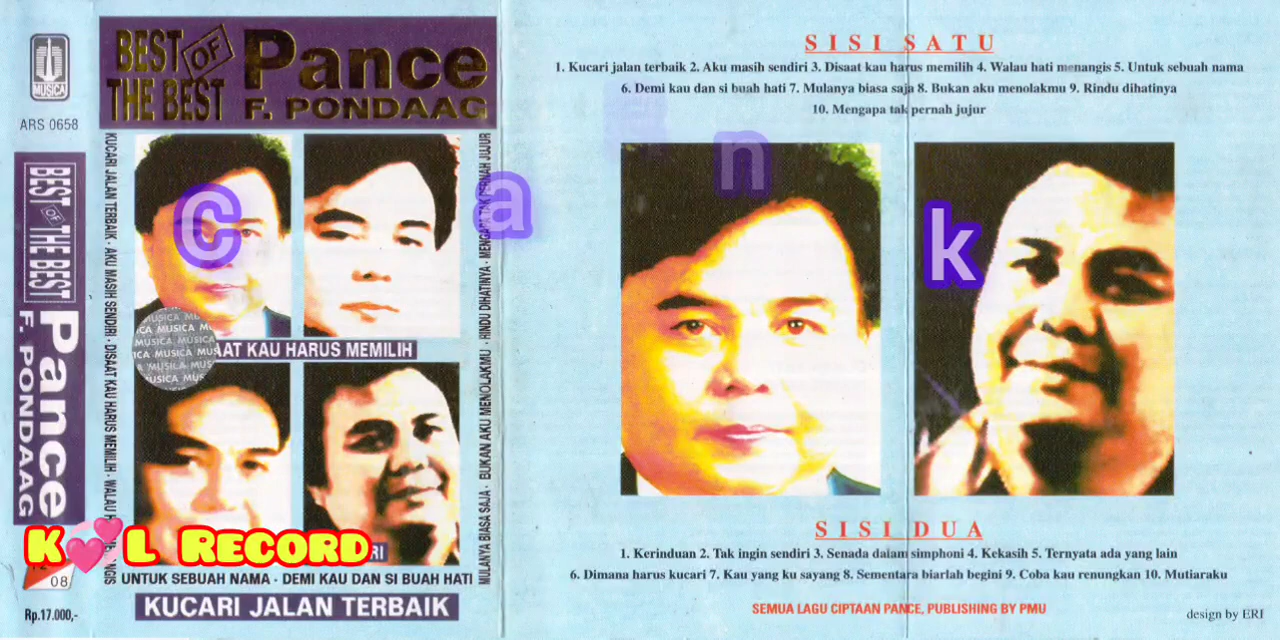 MUSICA
ARS 0658
BEST OF THE BEST
Pance
F. PONDAAG
12
08
Rp.17.000,-
BEST OF
THE BEST
Pance
F. PONDAAG
KUCARI JALAN TERBAIK · AKU MASIH SENDIRI · DISAAT KAU HARUS MEMILIH · WALAU
NGIS
MULANYA BIASA SAJA · BUKAN AKU MENOLAKMU · RINDU DIHATINYA · MENGAPA TAK PERNAH JUJUR
MUSICA
AAT KAU HARUS MEMILIH
RI
UNTUK SEBUAH NAMA · DEMI KAU DAN SI BUAH HATI
KUCARI JALAN TERBAIK
K L RECORD
C a n k
SISI SATU
1. Kucari jalan terbaik 2. Aku masih sendiri 3. Disaat kau harus memilih 4. Walau hati menangis 5. Untuk sebuah nama
6. Demi kau dan si buah hati 7. Mulanya biasa saja 8. Bukan aku menolakmu 9. Rindu dihatinya
10. Mengapa tak pernah jujur
SISI DUA
1. Kerinduan 2. Tak ingin sendiri 3. Senada dalam simphoni 4. Kekasih 5. Ternyata ada yang lain
6. Dimana harus kucari 7. Kau yang ku sayang 8. Sementara biarlah begini 9. Coba kau renungkan 10. Mutiaraku
SEMUA LAGU CIPTAAN PANCE, PUBLISHING BY PMU
design by ERI